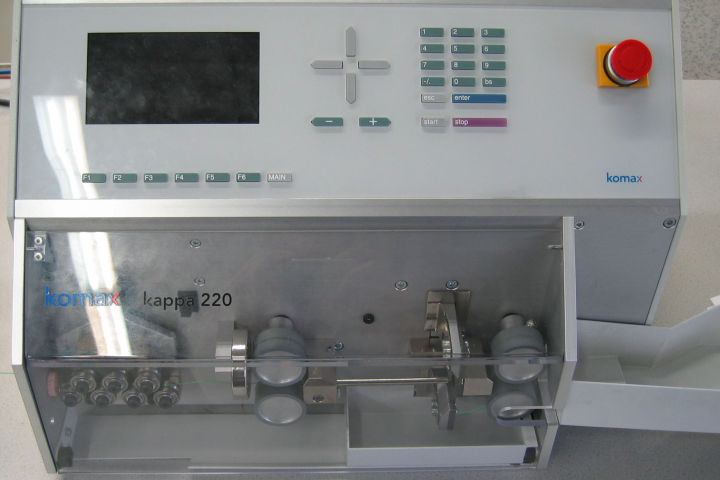 1 2 3
4 5 6
7 8 9
-/. 0 bs
esc enter
− +
start stop
F1 F2 F3 F4 F5 F6 MAIN
komax
komax kappa 220